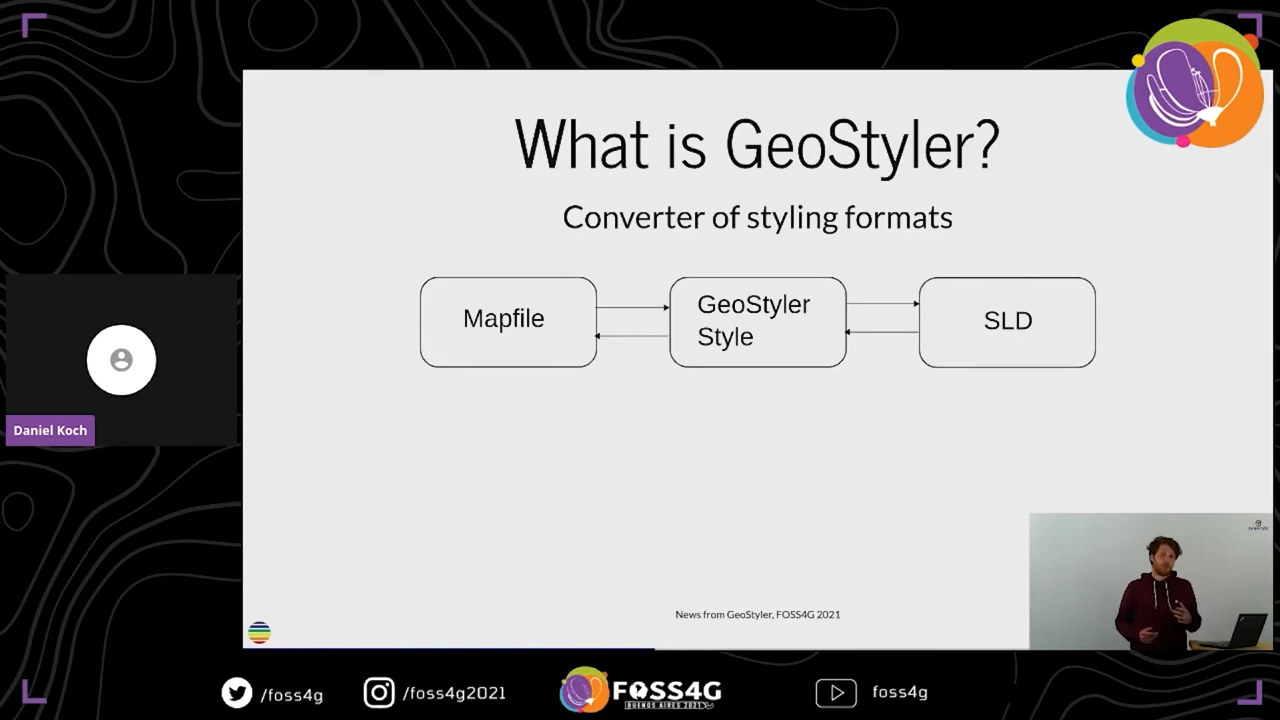 What is GeoStyler?
Converter of styling formats
Mapfile
GeoStyler
Style
SLD
Daniel Koch
News from GeoStyler, FOSS4G 2021
/foss4g
/foss4g2021
FOSS4G
BUENOS AIRES 2021
foss4g